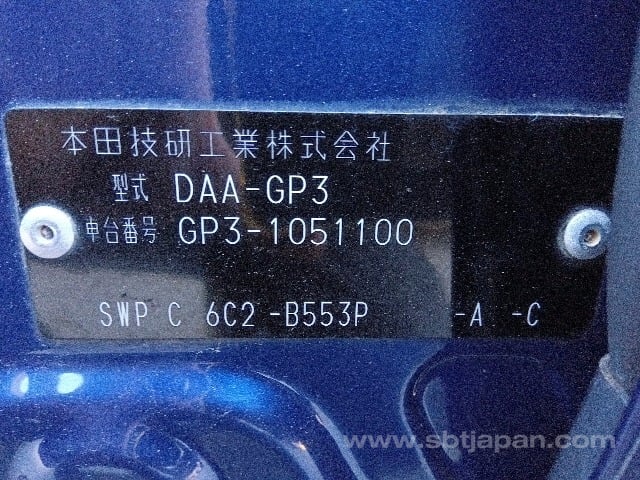 本田技研工業株式会社
型式 DAA-GP3
車台番号 GP3-1051100
SWP C 6C2 -B553P -A -C
www.sbtjapan.com